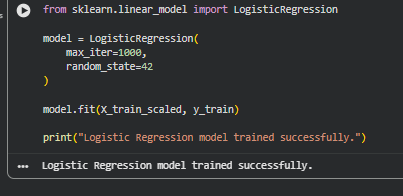 from sklearn.linear_model import LogisticRegression
model = LogisticRegression(
    max_iter=1000,
    random_state=42
)
model.fit(X_train_scaled, y_train)
print("Logistic Regression model trained successfully.")
Logistic Regression model trained successfully.